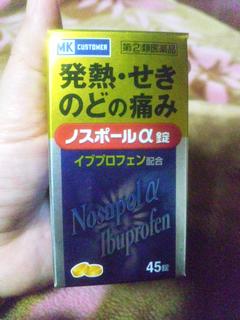 MK CUSTOMER
第②類医薬品
発熱・せき
のどの痛み
ノスポールα錠
イブプロフェン配合
Nosapol α
Ibuprofen
45錠